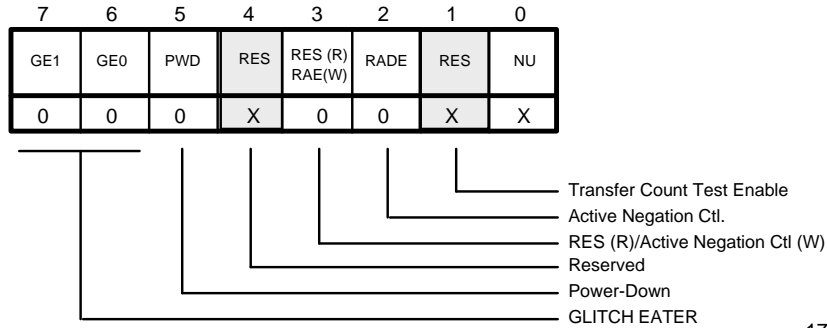 7 6 5 4 3 2 1 0
GE1 GE0 PWD RES RES (R) RADE RES NU
RAE(W)
0 0 0 X 0 0 X X
Transfer Count Test Enable
Active Negation Ctl.
RES (R)/Active Negation Ctl (W)
Reserved
Power-Down
GLITCH EATER
17